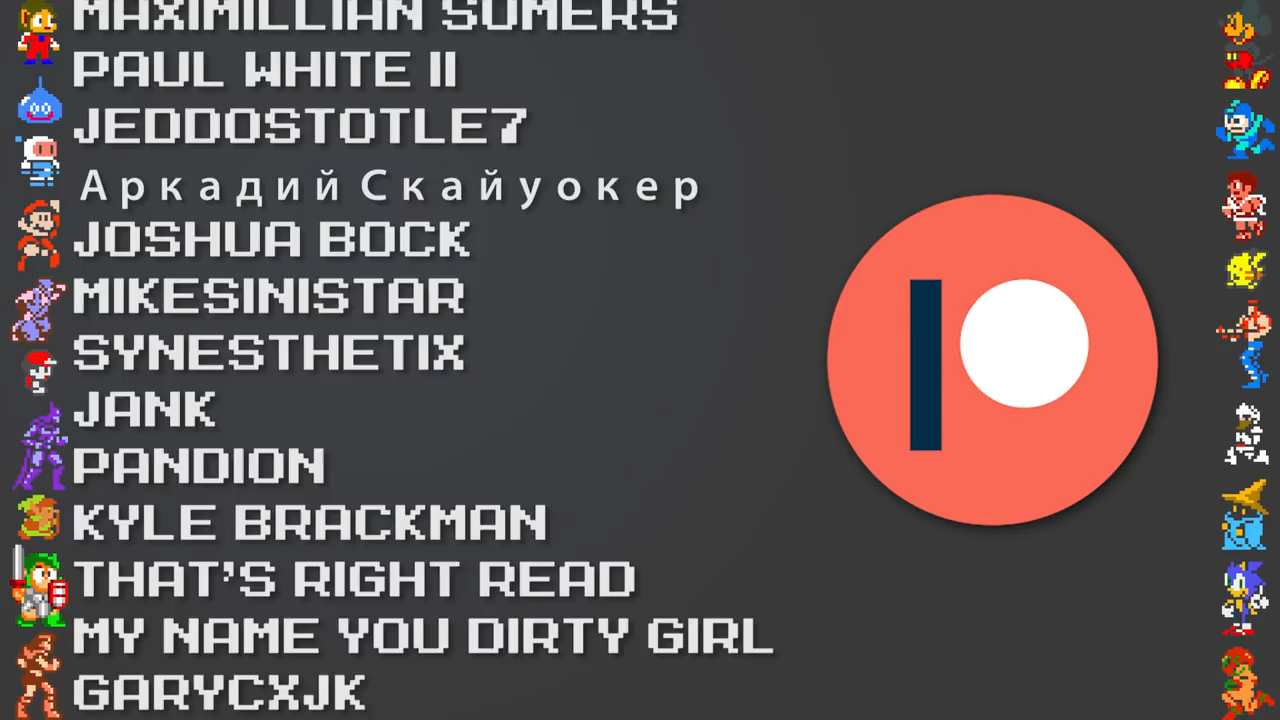 MAXIMILLIAN SOMERS
PAUL WHITE II
JEDDOSTOTLE7
Аркадий Скайуокер
JOSHUA BOCK
MIKESINISTAR
SYNESTHETIX
JANK
PANDION
KYLE BRACKMAN
THAT'S RIGHT READ
MY NAME YOU DIRTY GIRL
GARYCXJK